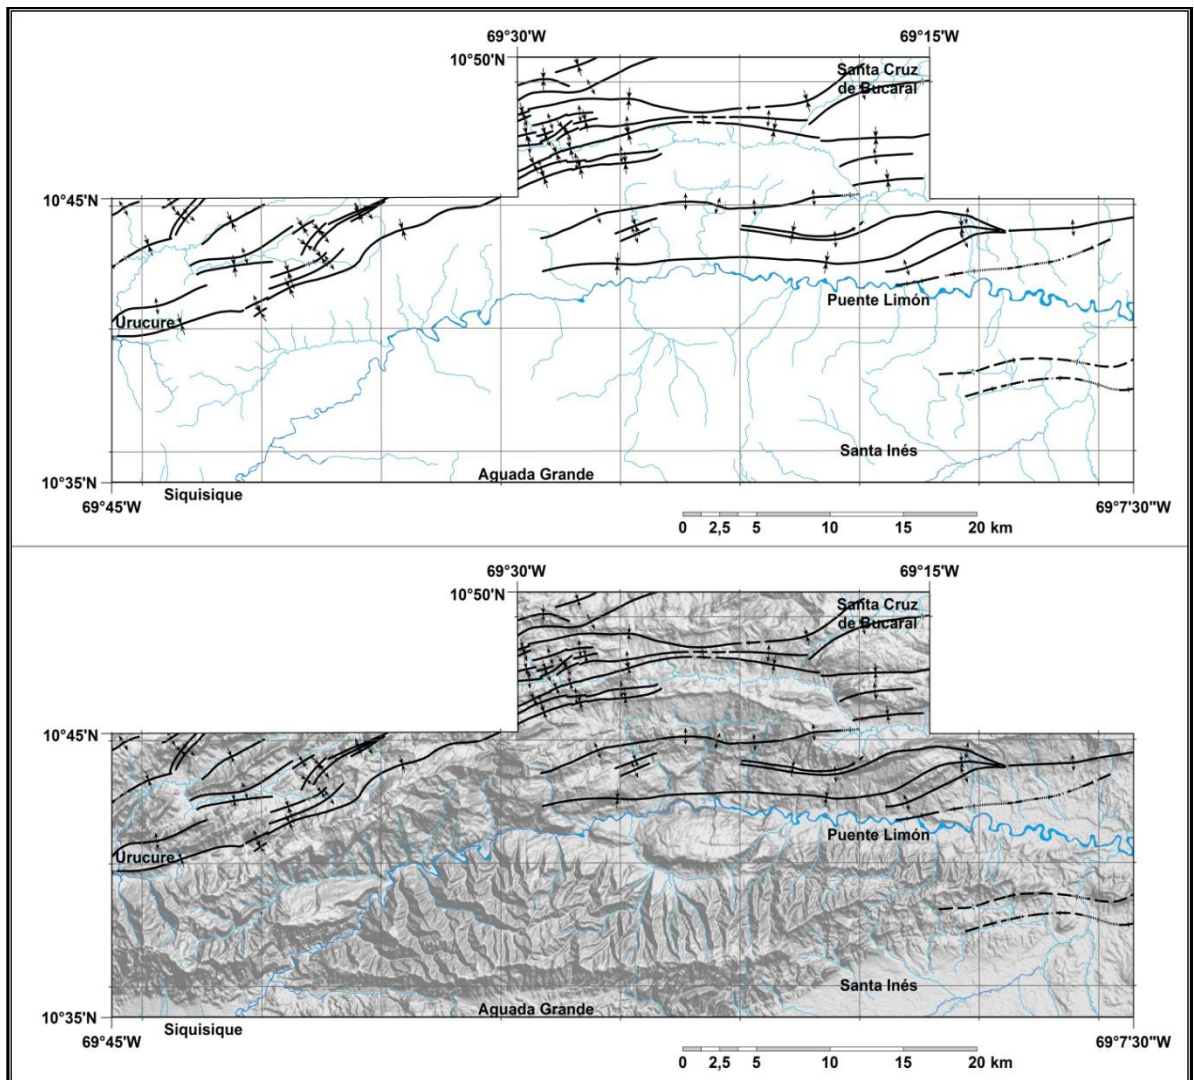 69°30'W
69°15'W
10°50'N
Santa Cruz
de Bucaral
10°45'N
Urucure
Puente Limón
Santa Inés
Aguada Grande
10°35'N
Siquisique
69°45'W
69°7'30"W
0 2,5 5 10 15 20 km
69°30'W
69°15'W
10°50'N
Santa Cruz
de Bucaral
10°45'N
Urucure
Puente Limón
Santa Inés
Aguada Grande
10°35'N
Siquisique
69°45'W
69°7'30"W
0 2,5 5 10 15 20 km